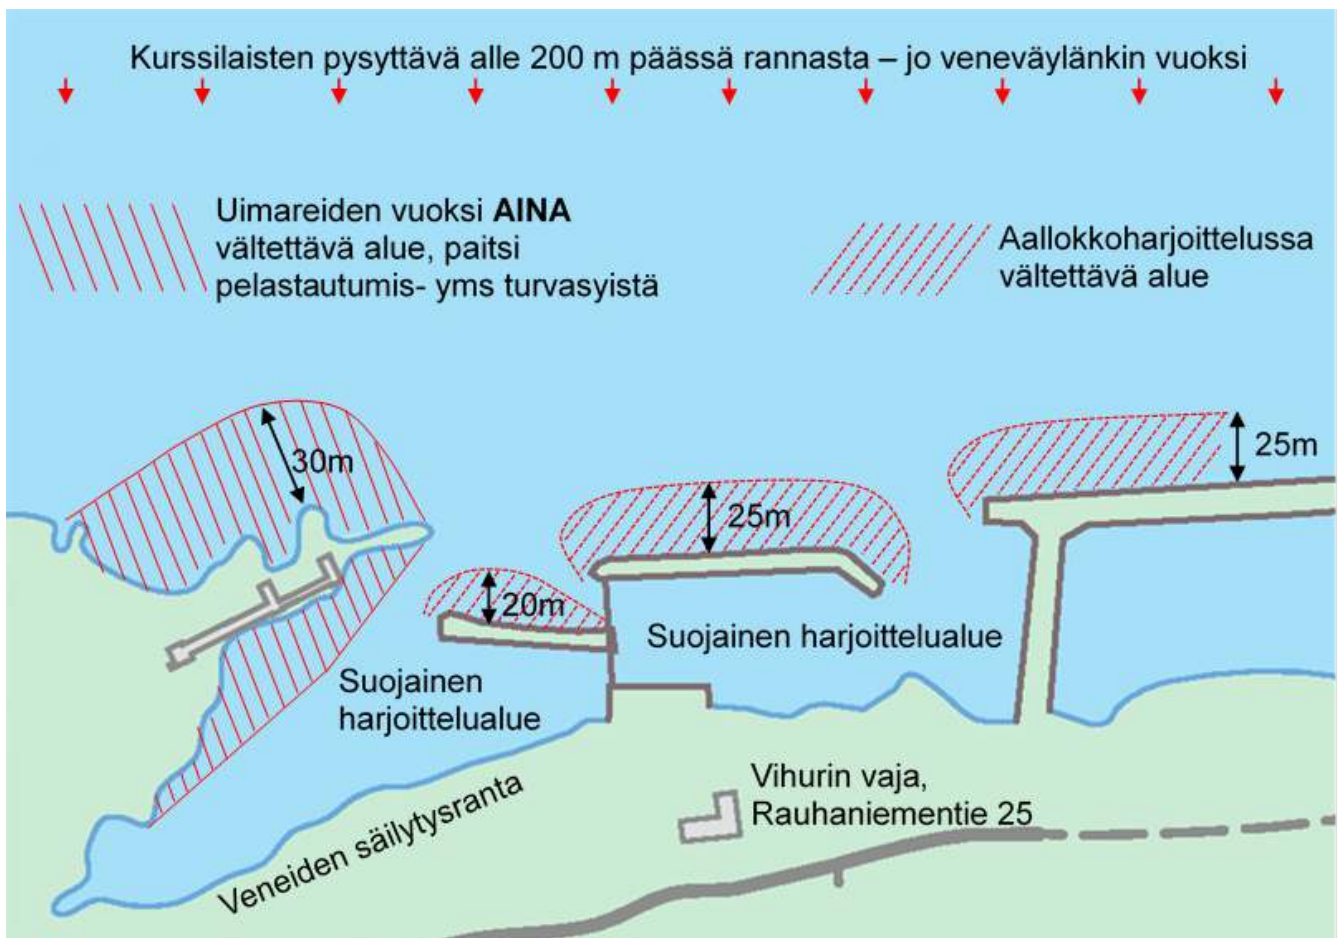 Kurssilaisten pysyttävä alle 200 m päässä rannasta – jo veneväylänkin vuoksi
Uimareiden vuoksi AINA
vältettävä alue, paitsi
pelastautumis- yms turvasyistä
Aallokkoharjoittelussa
vältettävä alue
30m
25m
25m
20m
Suojainen harjoittelualue
Suojainen
harjoittelualue
Veneiden säilytysranta
Vihurin vaja,
Rauhaniementie 25